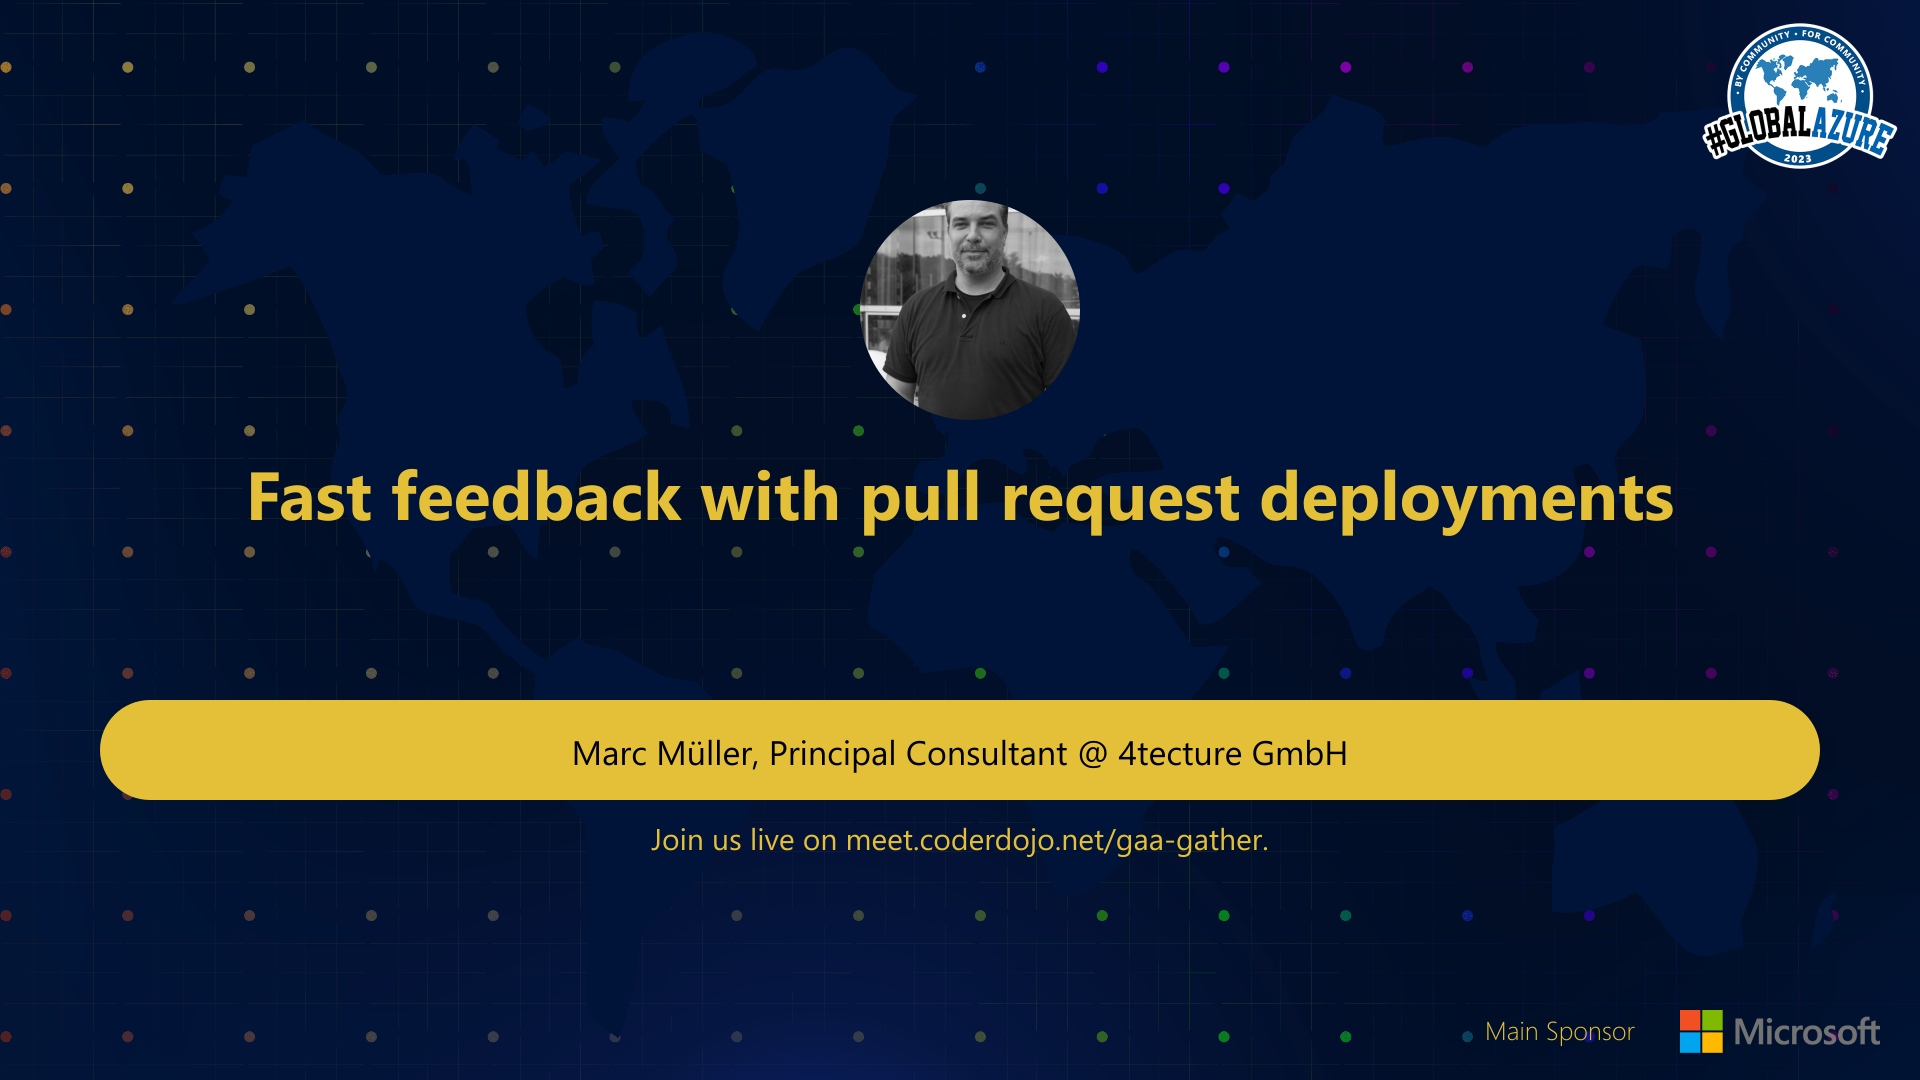 • BY COMMUNITY • FOR COMMUNITY •
#GLOBALAZURE
2023
Fast feedback with pull request deployments
Marc Müller, Principal Consultant @ 4tecture GmbH
Join us live on meet.coderdojo.net/gaa-gather.
Main Sponsor
Microsoft